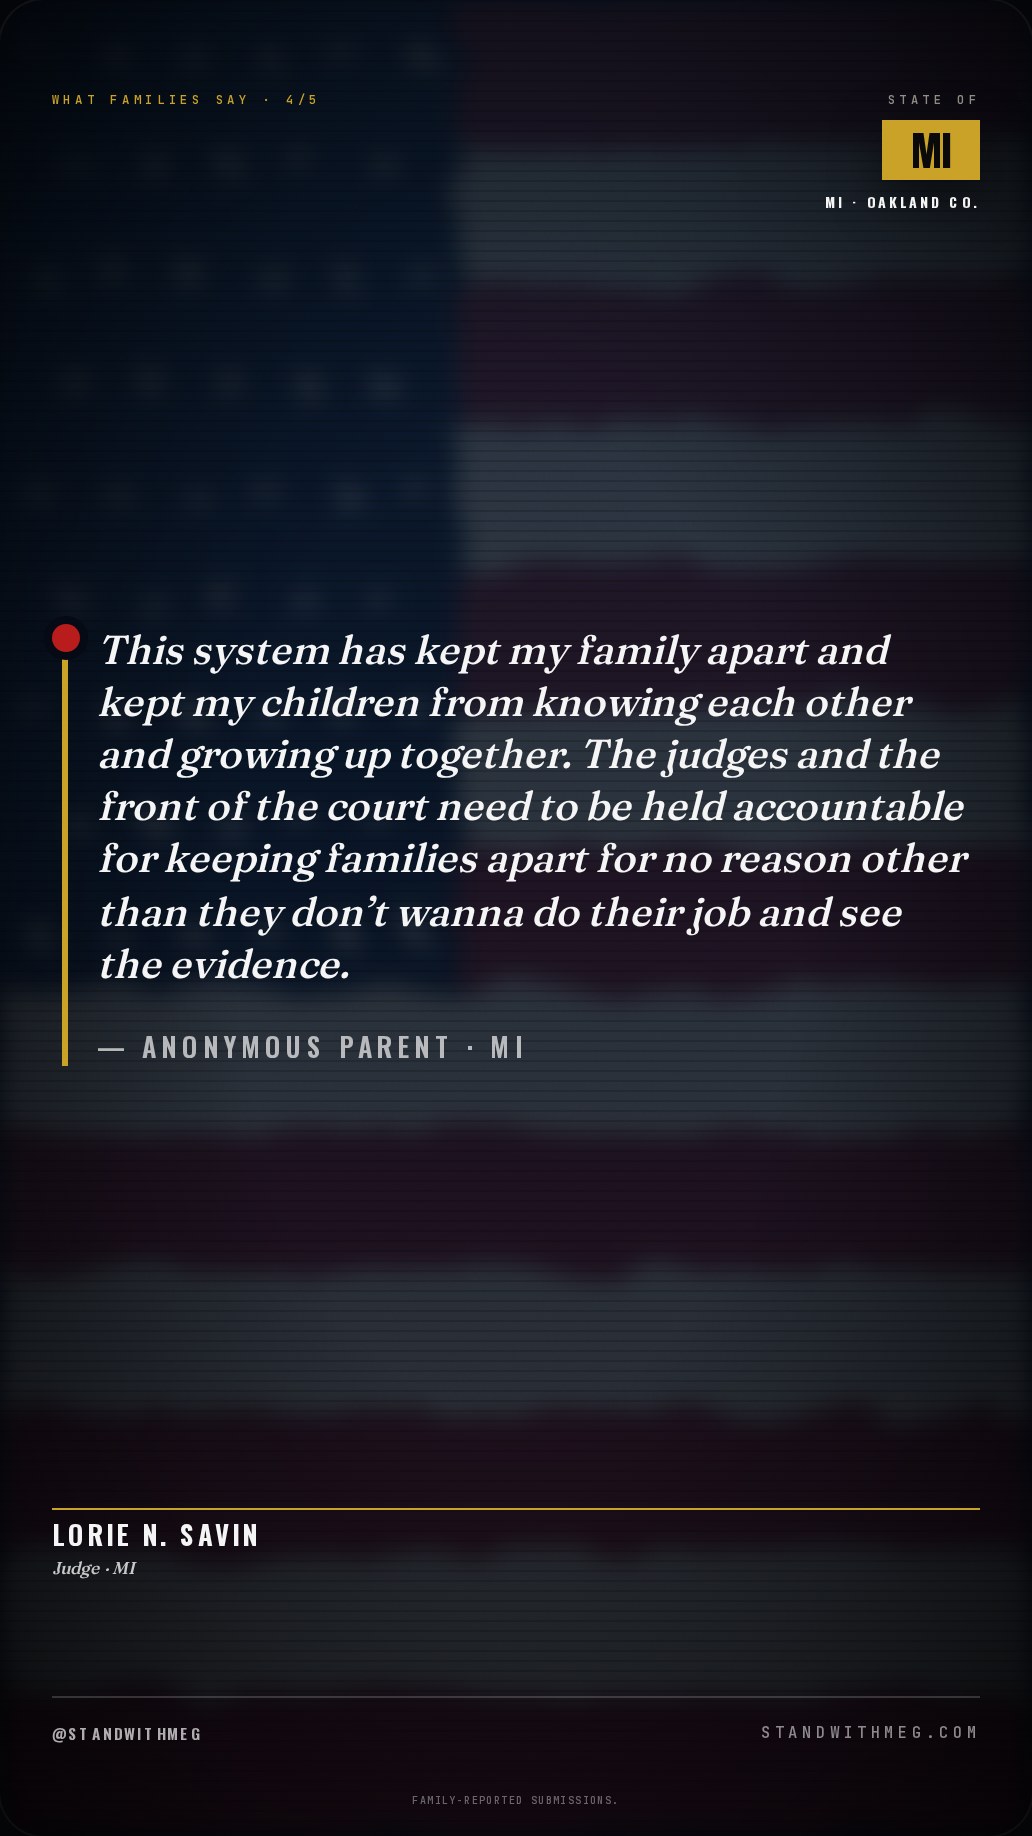 WHAT FAMILIES SAY · 4/5
STATE OF
MI
MI · OAKLAND CO.
This system has kept my family apart and
kept my children from knowing each other
and growing up together. The judges and the
front of the court need to be held accountable
for keeping families apart for no reason other
than they don’t wanna do their job and see
the evidence.
— ANONYMOUS PARENT · MI
LORIE N. SAVIN
Judge · MI
@STANDWITHMEG
STANDWITHMEG.COM
FAMILY-REPORTED SUBMISSIONS.